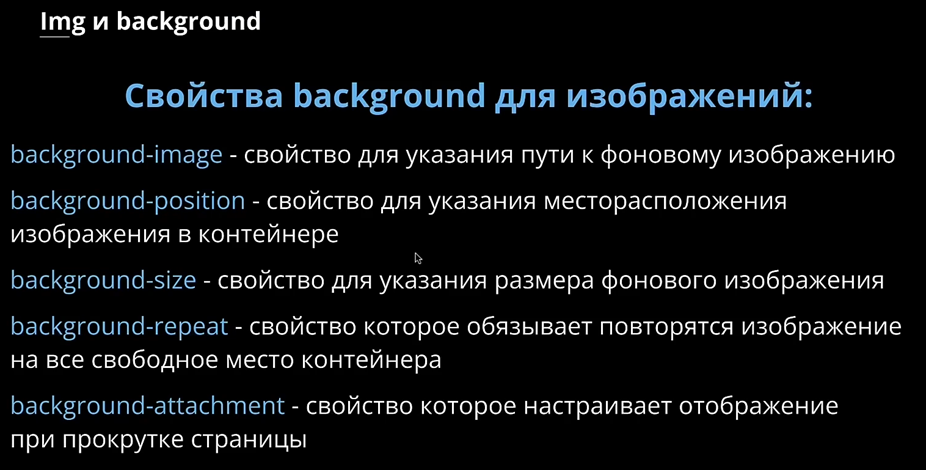 Img и background
Свойства background для изображений:
background-image - свойство для указания пути к фоновому изображению
background-position - свойство для указания месторасположения
изображения в контейнере
background-size - свойство для указания размера фонового изображения
background-repeat - свойство которое обязывает повторятся изображение
на все свободное место контейнера
background-attachment - свойство которое настраивает отображение
при прокрутке страницы